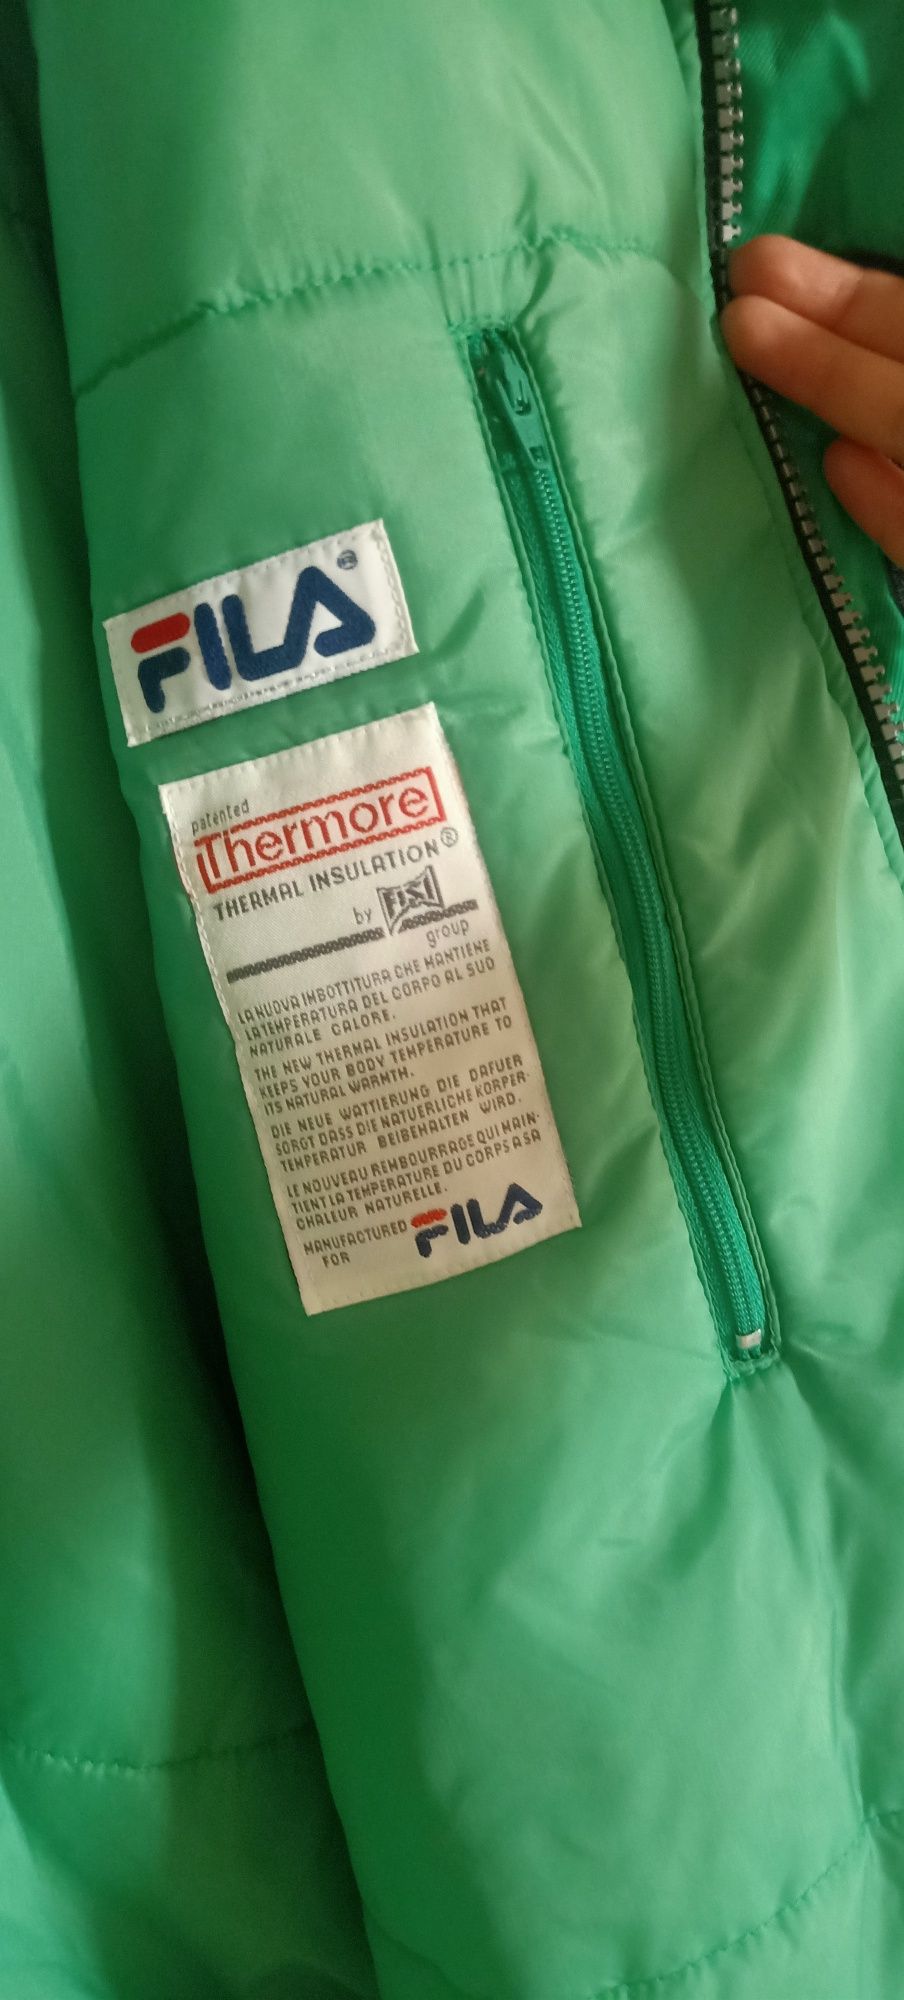 FILA®
patented
Thermore
THERMAL INSULATION®
by FISI
group
LA NUOVA IMBOTTITURA CHE MANTIENE
LA TEMPERATURA DEL CORPO AL SUO
NATURALE CALORE.
THE NEW THERMAL INSULATION THAT
KEEPS YOUR BODY TEMPERATURE TO
ITS NATURAL WARMTH.
DIE NEUE WATTIERUNG DIE DAFUER
SORGT DASS DIE NATUERLICHE KORPER-
TEMPERATUR BEIBEHALTEN WIRD.
LE NOUVEAU REMBOURRAGE QUI MAIN-
TIENT LA TEMPERATURE DU CORPS A SA
CHALEUR NATURELLE.
MANUFACTURED
FOR
FILA